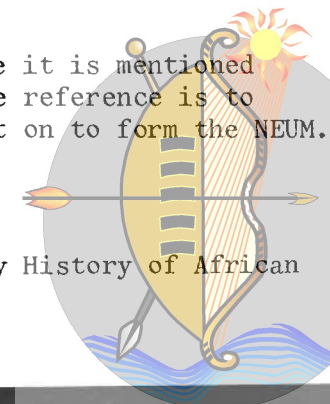 e it is mentioned
e reference is to
t on to form the NEUM.
y History of African